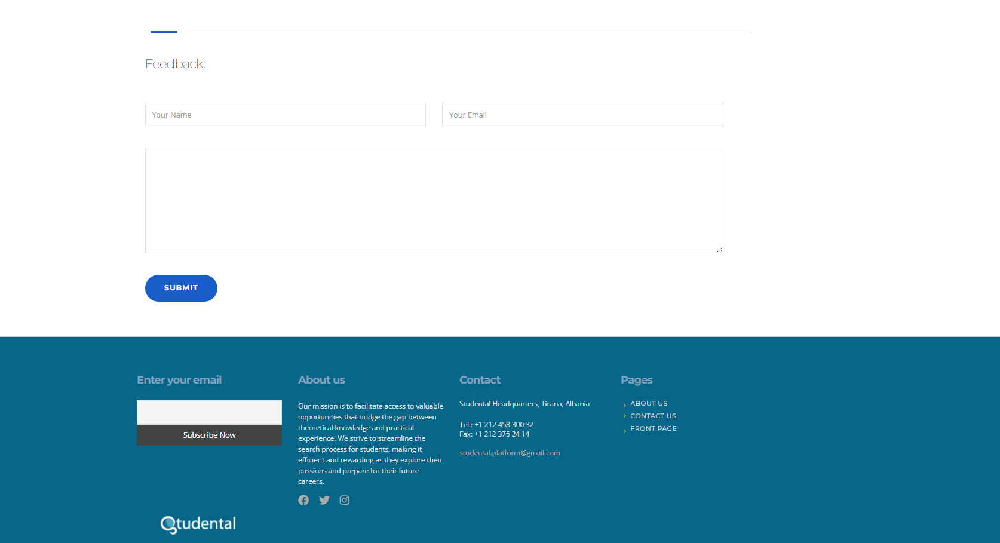 Feedback:
Your Name
Your Email
SUBMIT
Enter your email
Subscribe Now
About us
Our mission is to facilitate access to valuable
opportunities that bridge the gap between
theoretical knowledge and practical
experience. We strive to streamline the
search process for students, making it
efficient and rewarding as they explore their
passions and prepare for their future
careers.
Contact
Studental Headquarters, Tirana, Albania
Tel.: +1 212 458 300 32
Fax: +1 212 375 24 14
studental.platform@gmail.com
Pages
ABOUT US
CONTACT US
FRONT PAGE
Studental